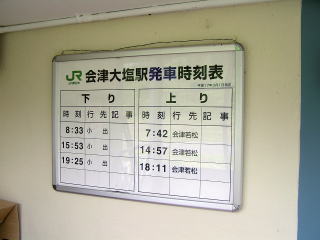 JR 会津大塩駅発車時刻表
下り 上り
時刻 行先 記事 時刻 行先 記事
8:33 小出 7:42 会津若松
15:53 小出 14:57 会津若松
19:25 小出 18:11 会津若松